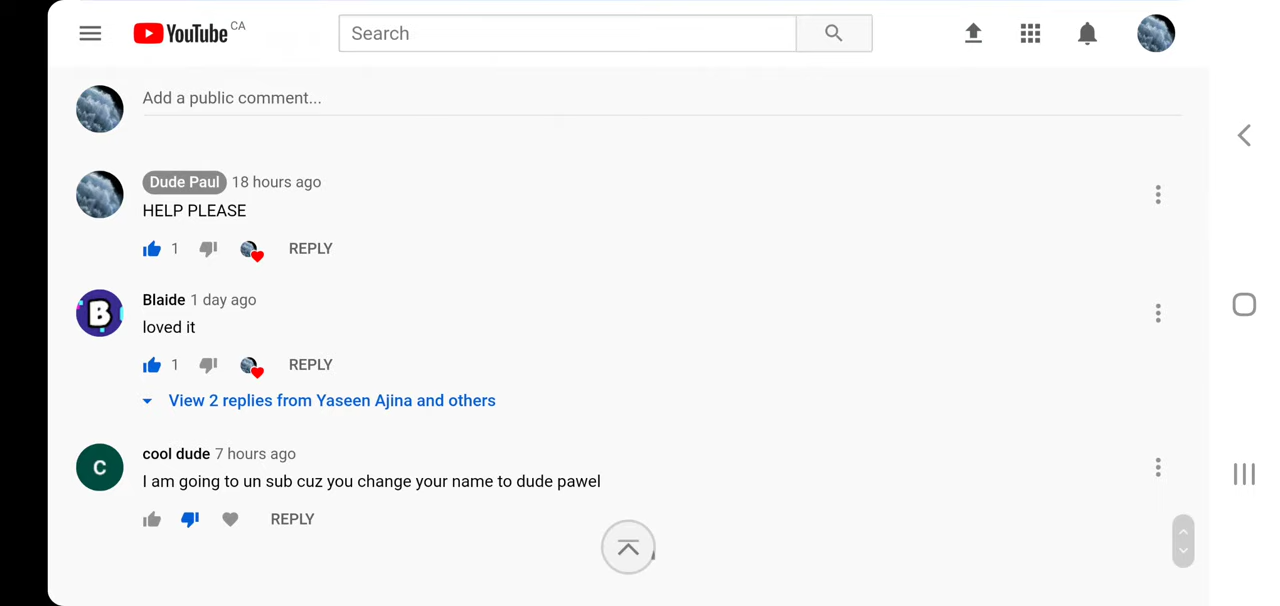 YouTube CA
Search
Add a public comment...
Dude Paul 18 hours ago
HELP PLEASE
1 REPLY
B
Blaide 1 day ago
loved it
1 REPLY
View 2 replies from Yaseen Ajina and others
C
cool dude 7 hours ago
I am going to un sub cuz you change your name to dude pawel
REPLY